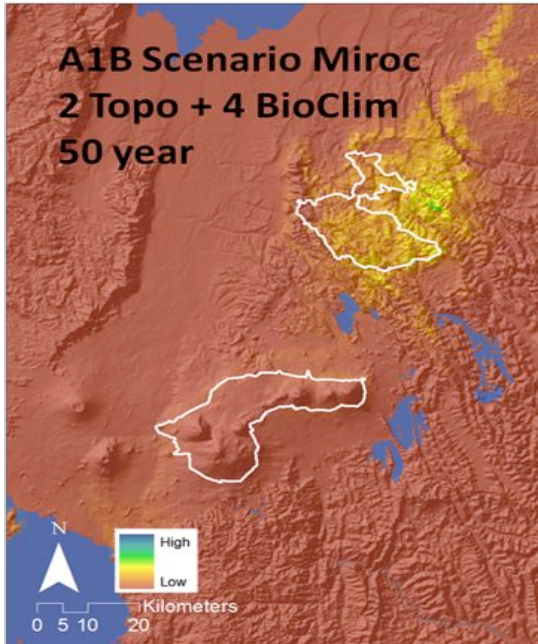 A1B Scenario Miroc
2 Topo + 4 BioClim
50 year
N
High
Low
Kilometers
0 5 10 20